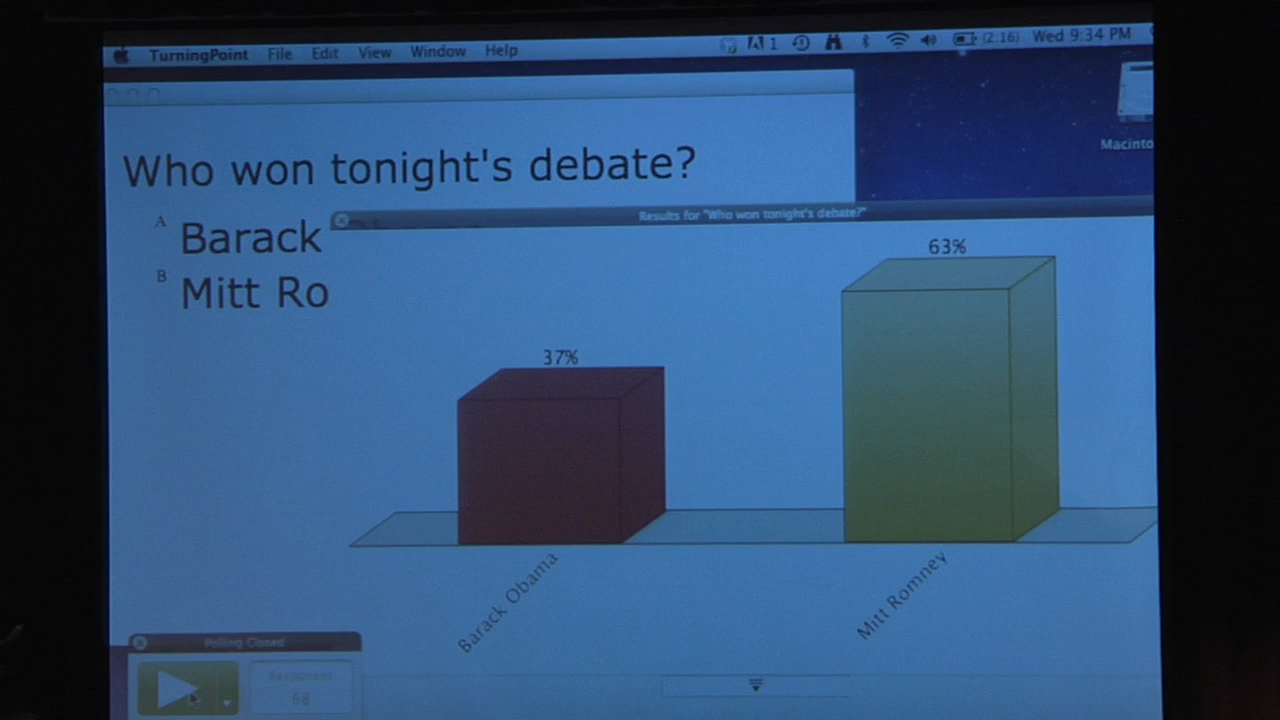 TurningPoint File Edit View Window Help 1 (2:16) Wed 9:34 PM
Macinto
Who won tonight's debate?
A Barack
B Mitt Ro
Results for "Who won tonight's debate?"
63%
37%
Barack Obama
Mitt Romney
Polling Closed
Responses
68